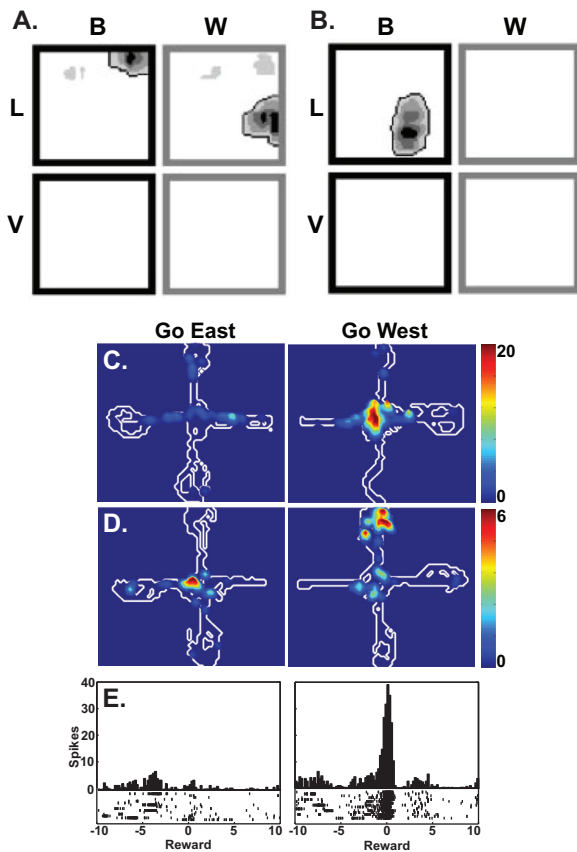 A. B W B. B W
L L
V V
Go East Go West
C. 20
0
D. 6
0
E.
40
30
20
10
0
Spikes
-10 -5 0 5 10 -10 -5 0 5 10
Reward Reward